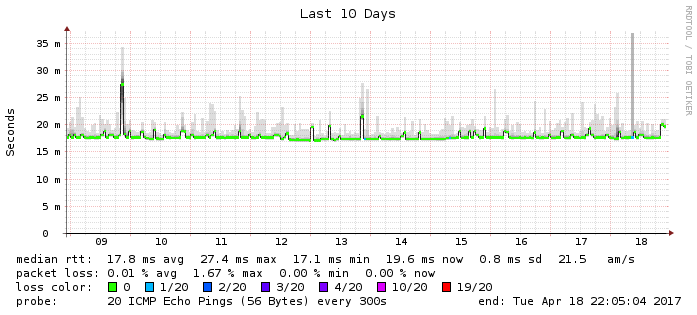 Last 10 Days
RRDTOOL / TOBI OETIKER
Seconds
35 m
30 m
25 m
20 m
15 m
10 m
5 m
0
09 10 11 12 13 14 15 16 17 18
median rtt: 17.8 ms avg 27.4 ms max 17.1 ms min 19.6 ms now 0.8 ms sd 21.5 am/s
packet loss: 0.01 % avg 1.67 % max 0.00 % min 0.00 % now
loss color: 0 1/20 2/20 3/20 4/20 10/20 19/20
probe: 20 ICMP Echo Pings (56 Bytes) every 300s end: Tue Apr 18 22:05:04 2017